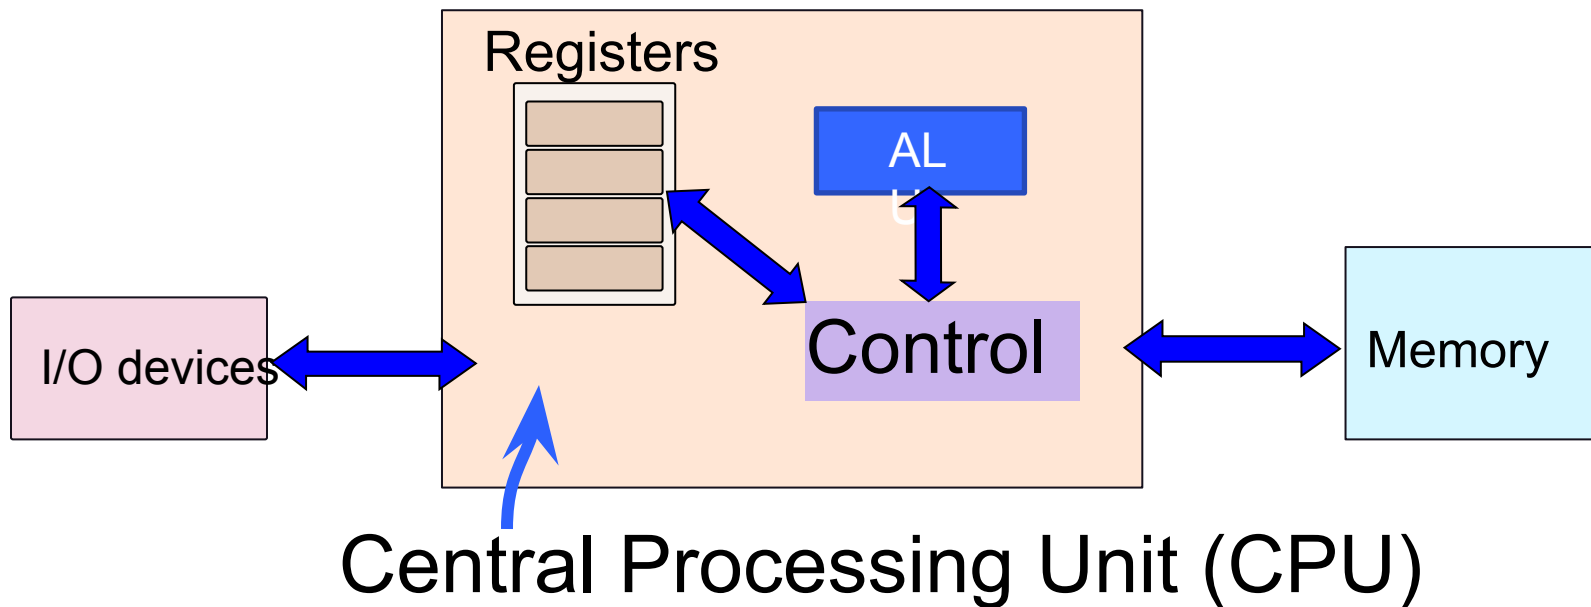 Registers
AL
U
I/O devices
Control
Memory
Central Processing Unit (CPU)